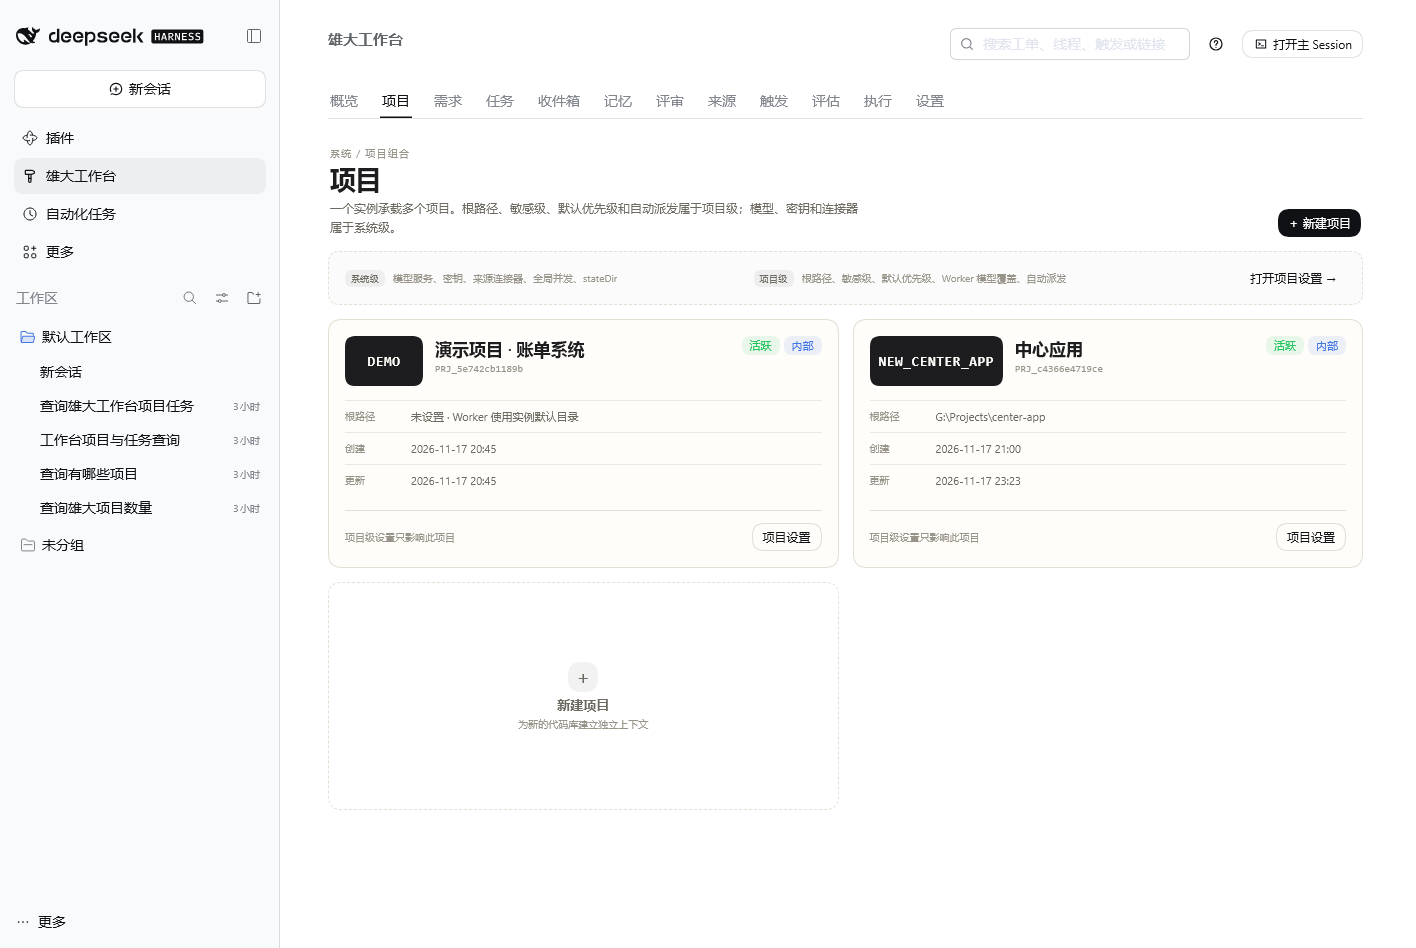 deepseek HARNESS
新会话
插件
雄大工作台
自动化任务
更多
工作区
默认工作区
新会话
查询雄大工作台项目任务 3 小时
工作台项目与任务查询 3 小时
查询有哪些项目 3 小时
查询雄大项目数量 3 小时
未分组
更多
雄大工作台
搜索工单、线程、触发或链接
打开主 Session
概览 项目 需求 任务 收件箱 记忆 评审 来源 触发 评估 执行 设置
系统 / 项目组合
项目
一个实例承载多个项目。根路径、敏感级、默认优先级和自动派发属于项目级；模型、密钥和连接器
属于系统级。
+ 新建项目
系统级 模型服务、密钥、来源连接器、全局并发、stateDir
项目级 根路径、敏感级、默认优先级、Worker 模型覆盖、自动派发
打开项目设置 →
DEMO
演示项目 · 账单系统
PRJ_5e742cb1189b
活跃 内部
根路径 未设置 · Worker 使用实例默认目录
创建 2026-11-17 20:45
更新 2026-11-17 20:45
项目级设置只影响此项目
项目设置
NEW_CENTER_APP
中心应用
PRJ_c4366e4719ce
活跃 内部
根路径 G:\Projects\center-app
创建 2026-11-17 21:00
更新 2026-11-17 23:23
项目级设置只影响此项目
项目设置
+
新建项目
为新的代码库建立独立上下文